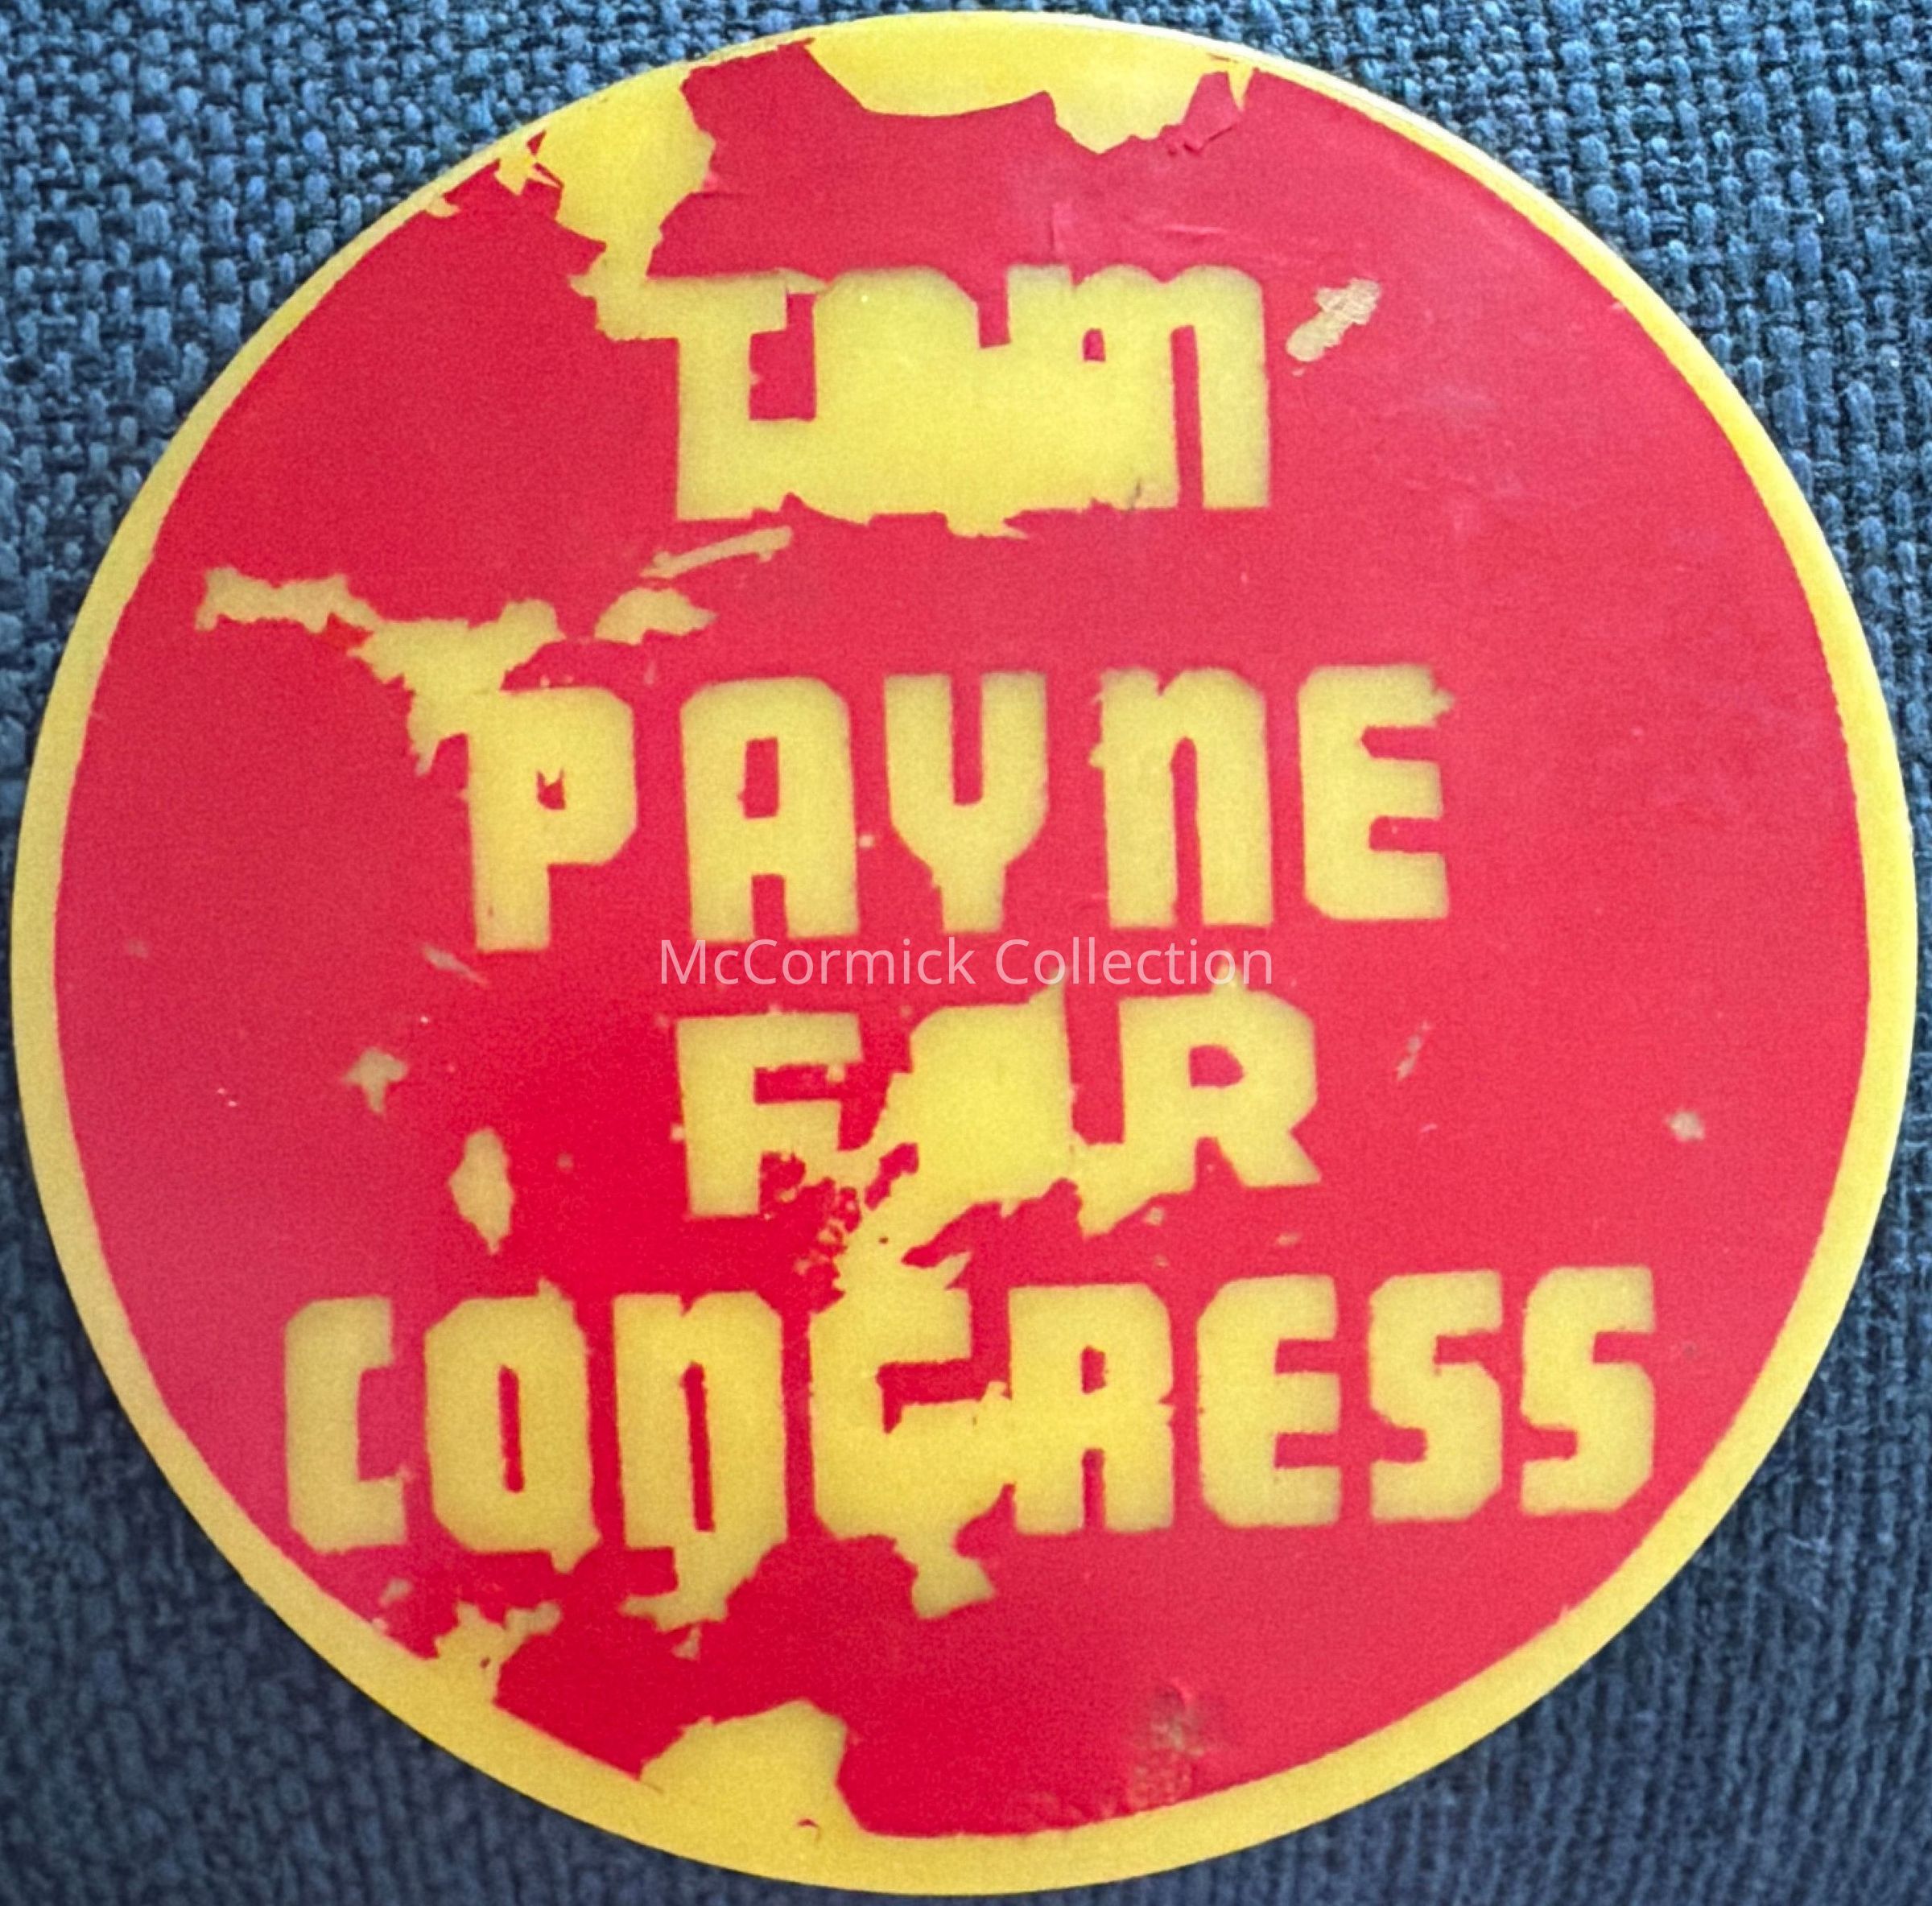 TOM
PAYNE
McCormick Collection
FOR
CONGRESS